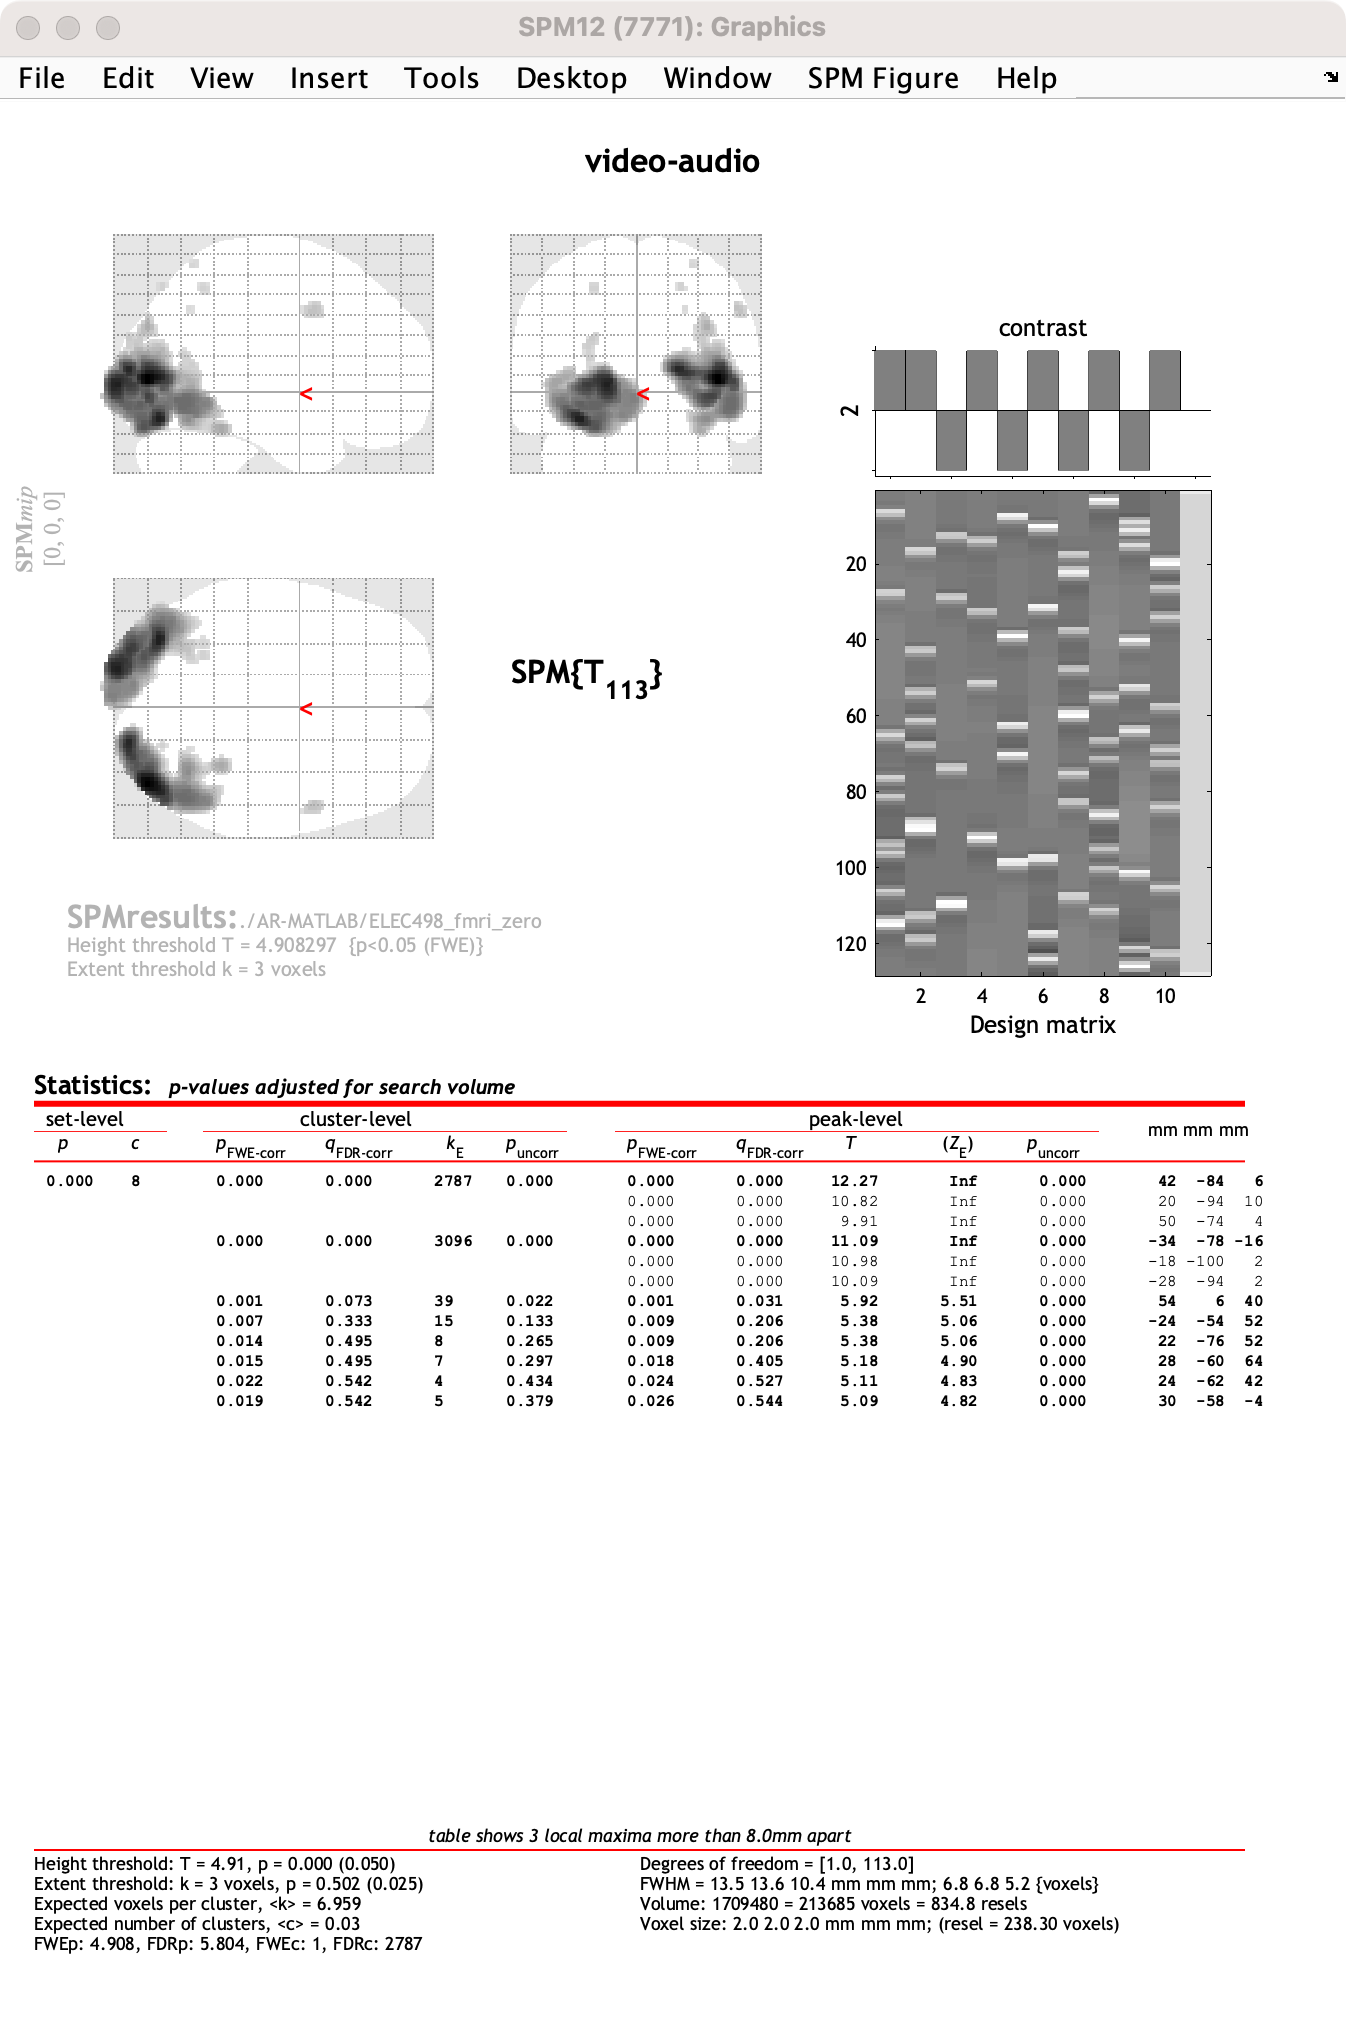 SPM12 (7771): Graphics
File Edit View Insert Tools Desktop Window SPM Figure Help
video-audio
SPMmip
[0, 0, 0]
<
<
<
SPM{T113}
contrast
2
20
40
60
80
100
120
2 4 6 8 10
Design matrix
SPMresults: ./AR-MATLAB/ELEC498_fmri_zero
Height threshold T = 4.908297 {p<0.05 (FWE)}
Extent threshold k = 3 voxels
Statistics: p-values adjusted for search volume
set-level cluster-level peak-level mm mm mm
p c pFWE-corr qFDR-corr kE puncorr pFWE-corr qFDR-corr T (ZE) puncorr
0.000 8 0.000 0.000 2787 0.000 0.000 0.000 12.27 Inf 0.000 42 -84 6
0.000 0.000 10.82 Inf 0.000 20 -94 10
0.000 0.000 9.91 Inf 0.000 50 -74 4
0.000 0.000 3096 0.000 0.000 0.000 11.09 Inf 0.000 -34 -78 -16
0.000 0.000 10.98 Inf 0.000 -18 -100 2
0.000 0.000 10.09 Inf 0.000 -28 -94 2
0.001 0.073 39 0.022 0.001 0.031 5.92 5.51 0.000 54 6 40
0.007 0.333 15 0.133 0.009 0.206 5.38 5.06 0.000 -24 -54 52
0.014 0.495 8 0.265 0.009 0.206 5.38 5.06 0.000 22 -76 52
0.015 0.495 7 0.297 0.018 0.405 5.18 4.90 0.000 28 -60 64
0.022 0.542 4 0.434 0.024 0.527 5.11 4.83 0.000 24 -62 42
0.019 0.542 5 0.379 0.026 0.544 5.09 4.82 0.000 30 -58 -4
table shows 3 local maxima more than 8.0mm apart
Height threshold: T = 4.91, p = 0.000 (0.050)
Extent threshold: k = 3 voxels, p = 0.502 (0.025)
Expected voxels per cluster, <k> = 6.959
Expected number of clusters, <c> = 0.03
FWEp: 4.908, FDRp: 5.804, FWEc: 1, FDRc: 2787
Degrees of freedom = [1.0, 113.0]
FWHM = 13.5 13.6 10.4 mm mm mm; 6.8 6.8 5.2 {voxels}
Volume: 1709480 = 213685 voxels = 834.8 resels
Voxel size: 2.0 2.0 2.0 mm mm mm; (resel = 238.30 voxels)